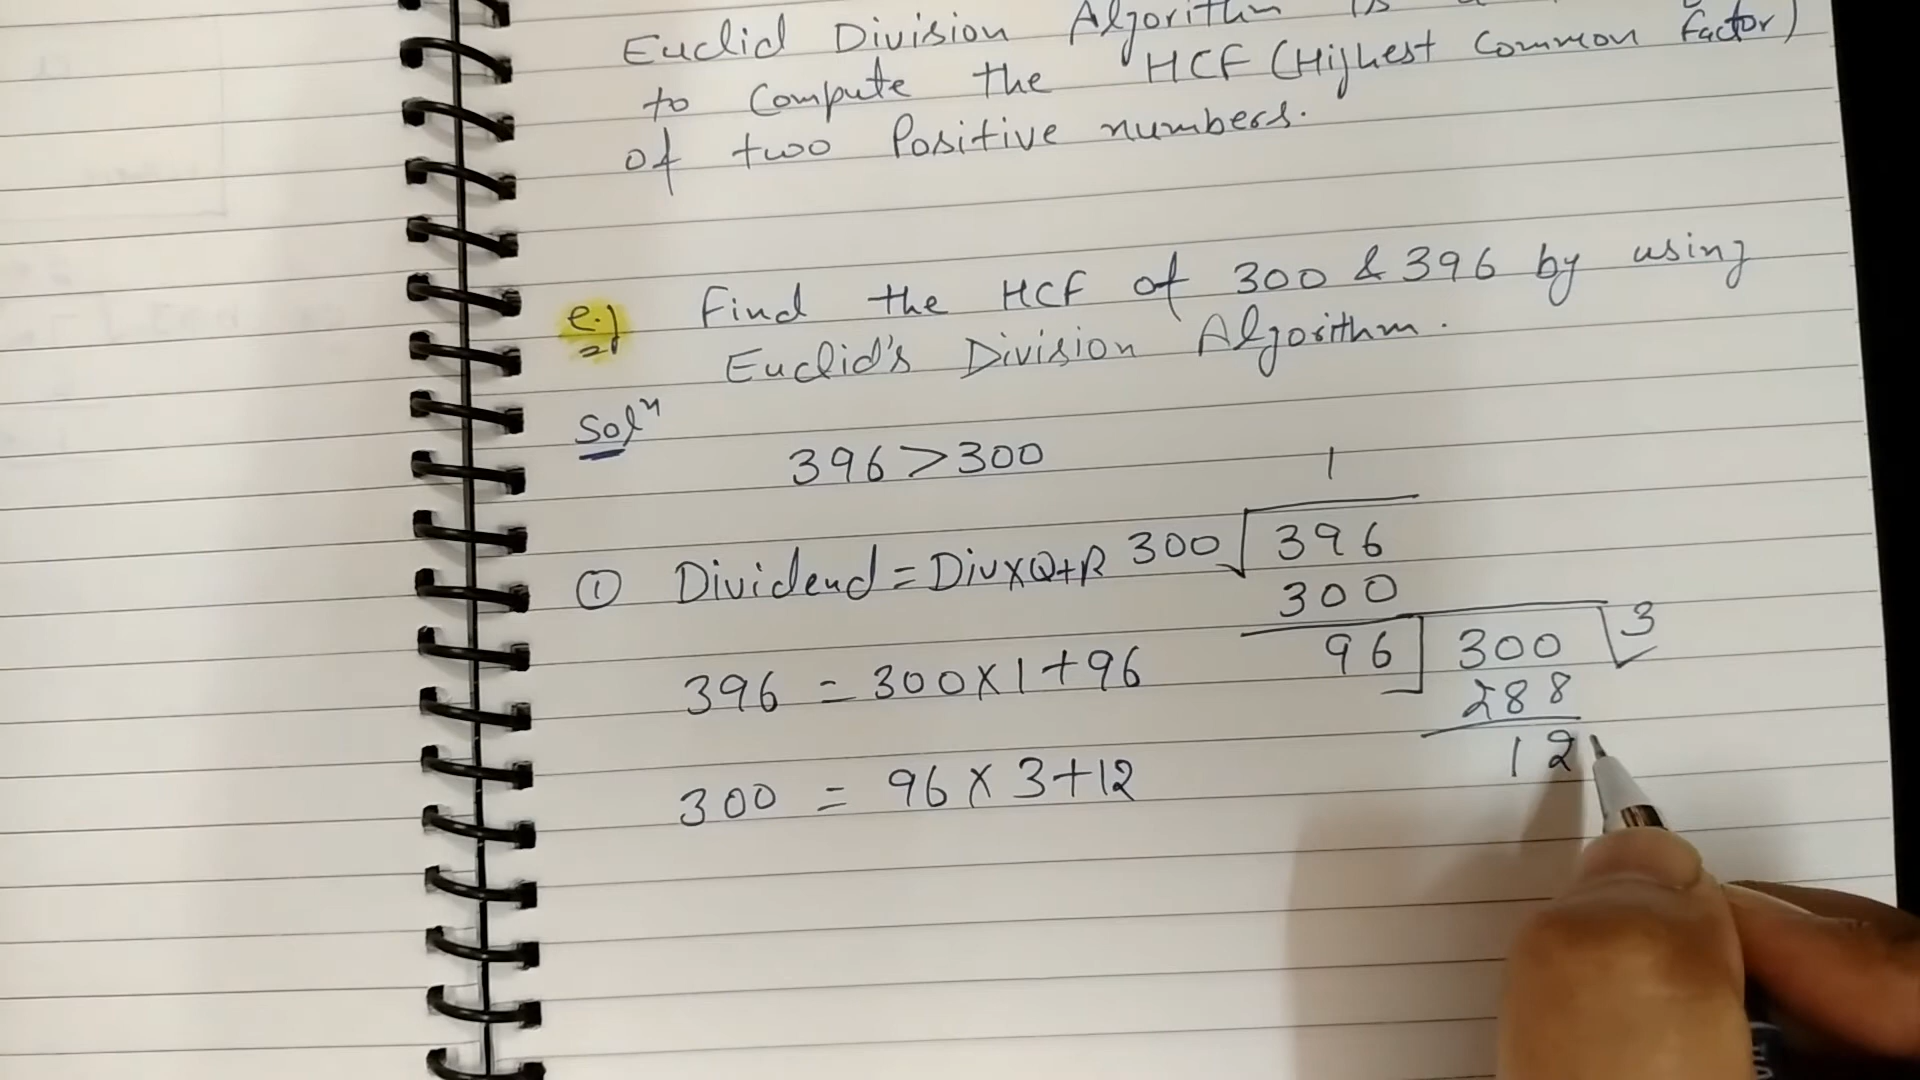 Euclid Division Algorithm is a
to compute the HCF (Highest Common factor)
of two Positive numbers.
e.g Find the HCF of 300 & 396 by using
Euclid's Division Algorithm.
Solⁿ
396 > 300
1
① Dividend = Div×Q+R 300 396
300
396 = 300×1+96 96 300 3
288
300 = 96×3+12 12